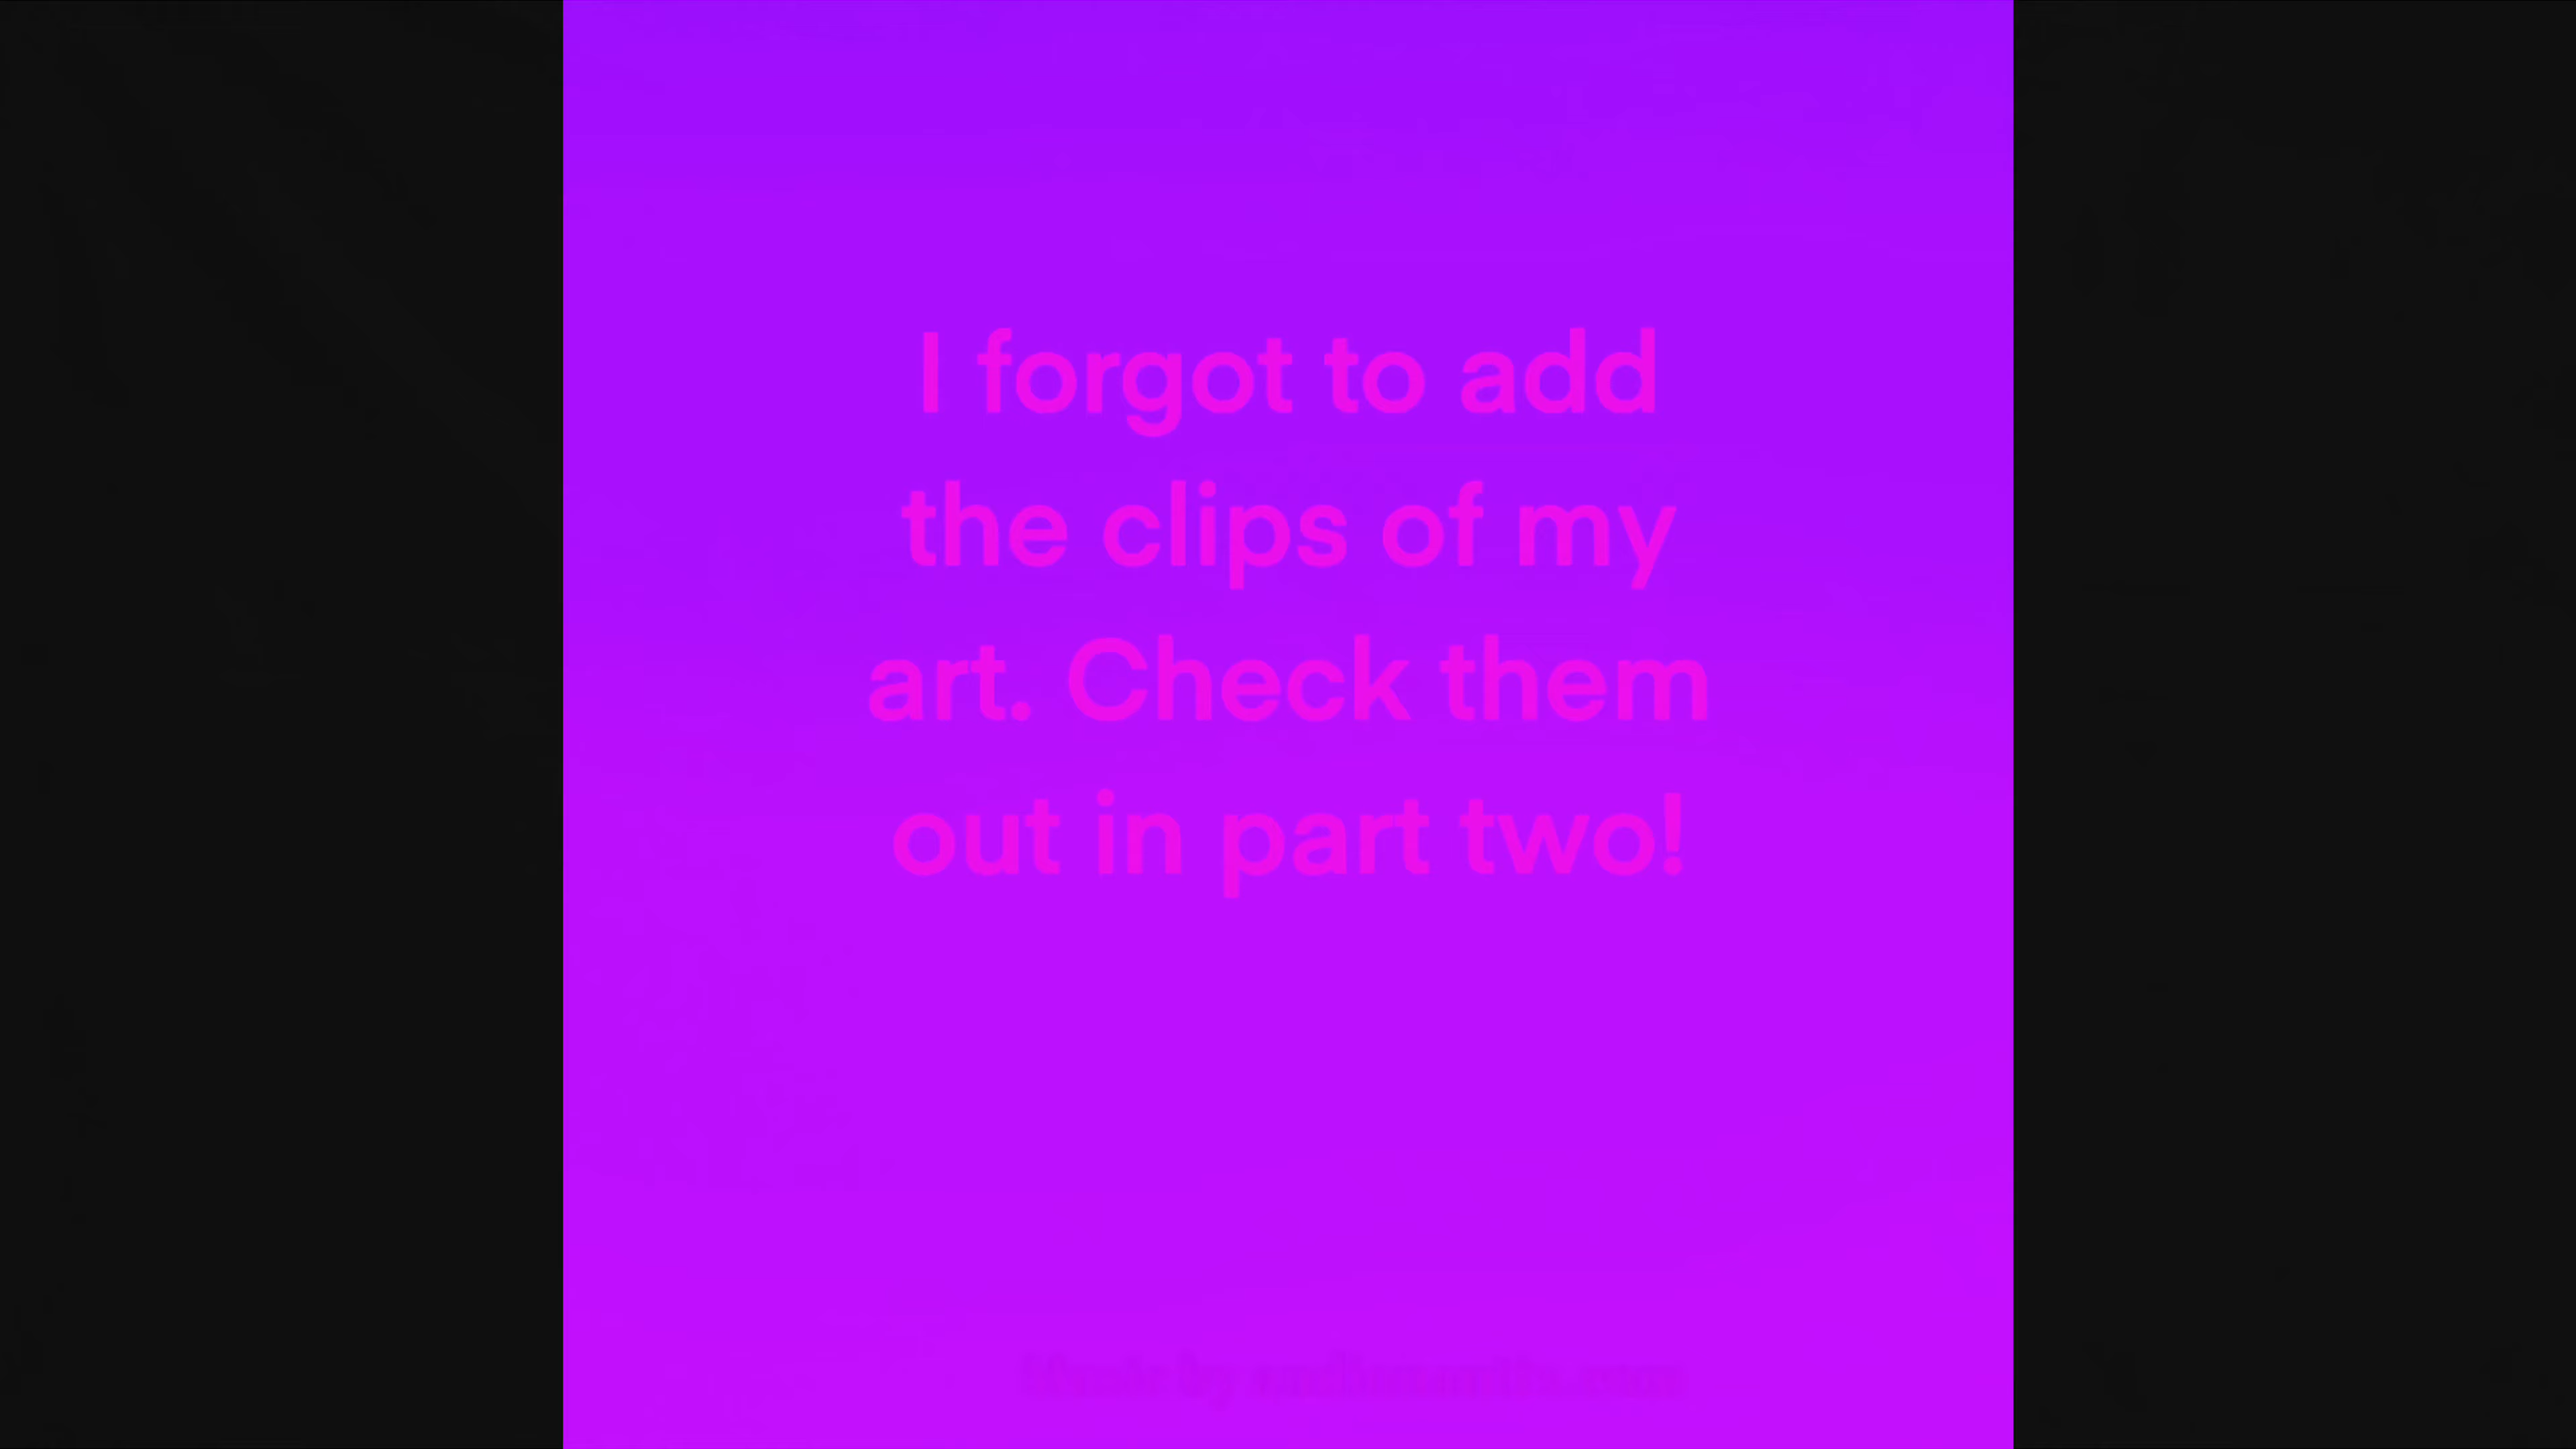 I forgot to add
the clips of my
art. Check them
out in part two!